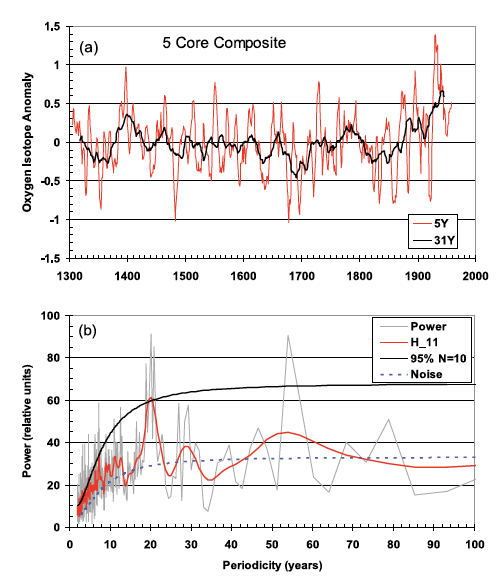 (a)
5 Core Composite
Oxygen Isotope Anomaly
1.5
1
0.5
0
-0.5
-1
-1.5
1300 1400 1500 1600 1700 1800 1900 2000
5Y
31Y
(b)
Power (relative units)
100
80
60
40
20
0
Power
H_11
95% N=10
Noise
0 10 20 30 40 50 60 70 80 90 100
Periodicity (years)